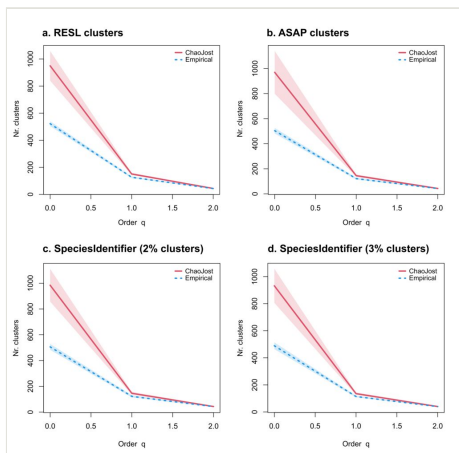 a. RESL clusters
ChaoJost
Empirical
Nr. clusters
0 200 400 600 800 1000
0.0 0.5 1.0 1.5 2.0
Order q
b. ASAP clusters
ChaoJost
Empirical
Nr. clusters
0 200 400 600 800 1000
0.0 0.5 1.0 1.5 2.0
Order q
c. SpeciesIdentifier (2% clusters)
ChaoJost
Empirical
Nr. clusters
0 200 400 600 800 1000
0.0 0.5 1.0 1.5 2.0
Order q
d. SpeciesIdentifier (3% clusters)
ChaoJost
Empirical
Nr. clusters
0 200 400 600 800 1000
0.0 0.5 1.0 1.5 2.0
Order q